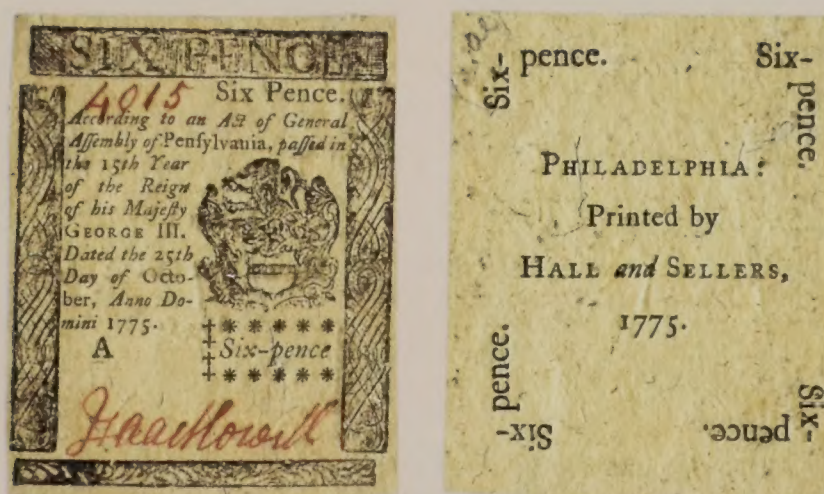 SIX PENCE
4015 Six Pence.
According to an Act of General
Aſſembly of Penſylvania, paſſed in
the 15th Year
of the Reign
of his Majeſty
GEORGE III.
Dated the 25th
Day of Octo-
ber, Anno Do-
mini 1775.
A
Six-pence
Isaac Howell
Six-pence.
Six-pence.
PHILADELPHIA:
Printed by
HALL and SELLERS,
1775.
Six-pence.
Six-pence.